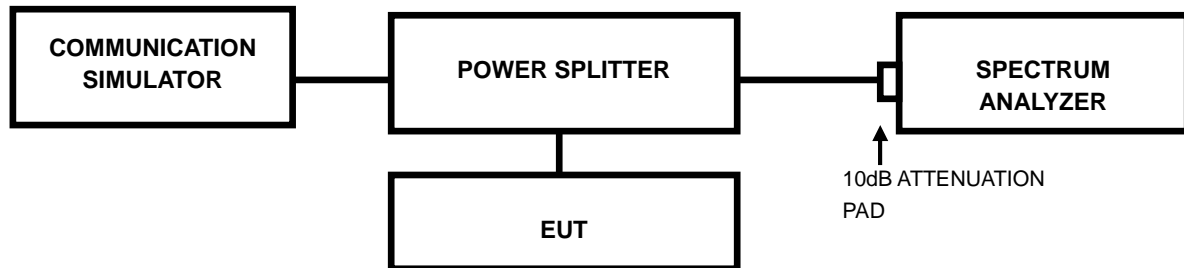 COMMUNICATION
SIMULATOR
POWER SPLITTER
SPECTRUM
ANALYZER
10dB ATTENUATION
PAD
EUT